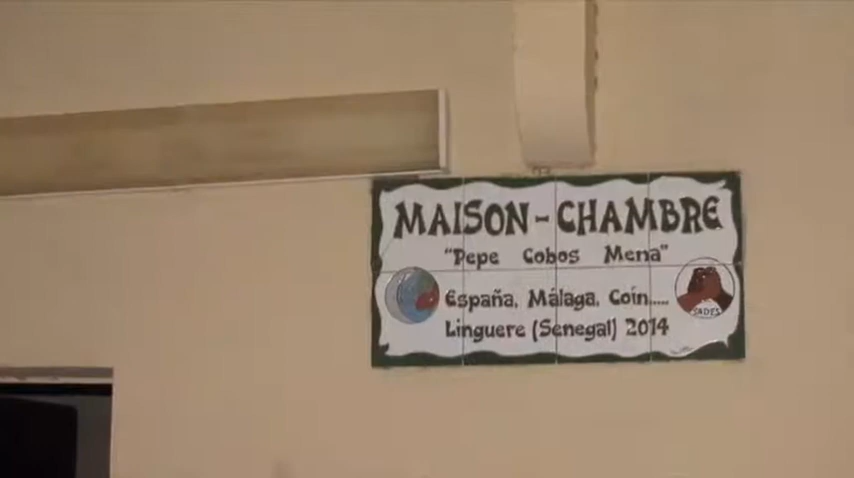 MAISON-CHAMBRE
"Pepe Cobos Mena"
España, Málaga, Coín.....
Linguere (Senegal) 2014